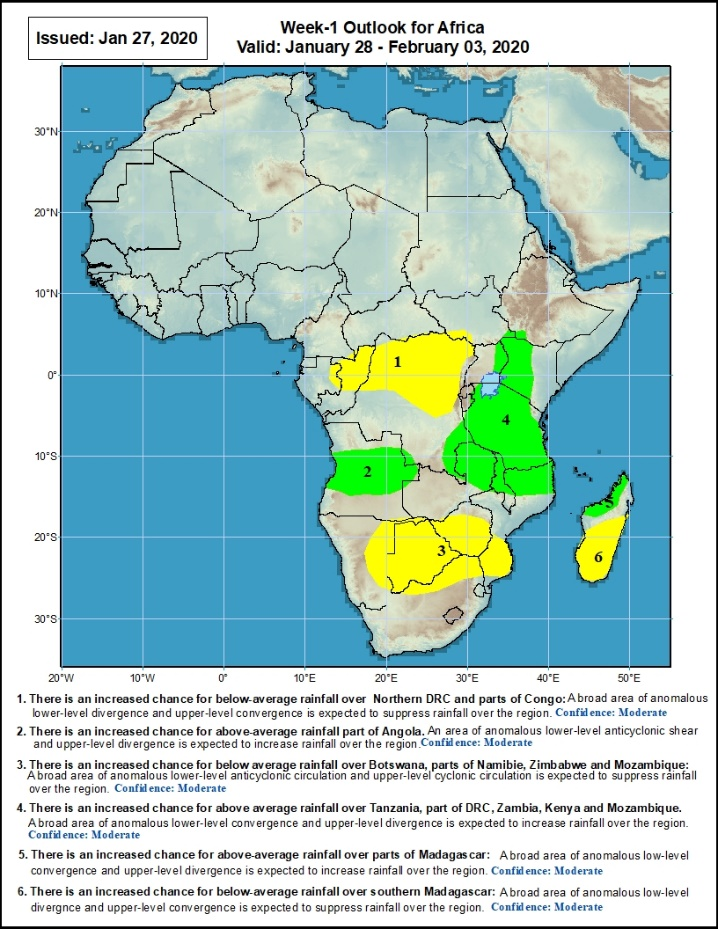 Issued: Jan 27, 2020
Week-1 Outlook for Africa
Valid: January 28 - February 03, 2020
30°N
20°N
10°N
0°
10°S
20°S
30°S
1
4
2
5
3
6
20°W
10°W
0°
10°E
20°E
30°E
40°E
50°E
1. There is an increased chance for below-average rainfall over Northern DRC and parts of Congo: A broad area of anomalous
lower-level divergence and upper-level convergence is expected to suppress rainfall over the region. Confidence: Moderate
2. There is an increased chance for above-average rainfall part of Angola. An area of anomalous lower-level anticyclonic shear
and upper-level divergence is expected to increase rainfall over the region. Confidence: Moderate
3. There is an increased chance for below average rainfall over Botswana, parts of Namibie, Zimbabwe and Mozambique:
A broad area of anomalous lower-level anticyclonic circulation and upper-level cyclonic circulation is expected to suppress rainfall
over the region. Confidence: Moderate
4. There is an increased chance for above average rainfall over Tanzania, part of DRC, Zambia, Kenya and Mozambique.
A broad area of anomalous lower-level convergence and upper-level divergence is expected to increase rainfall over the region.
Confidence: Moderate
5. There is an increased chance for above-average rainfall over parts of Madagascar: A broad area of anomalous low-level
convergence and upper-level divergence is expected to increase rainfall over the region. Confidence: Moderate
6. There is an increased chance for below-average rainfall over southern Madagascar: A broad area of anomalous low-level
divergnce and upper-level convergence is expected to suppress rainfall over the region. Confidence: Moderate